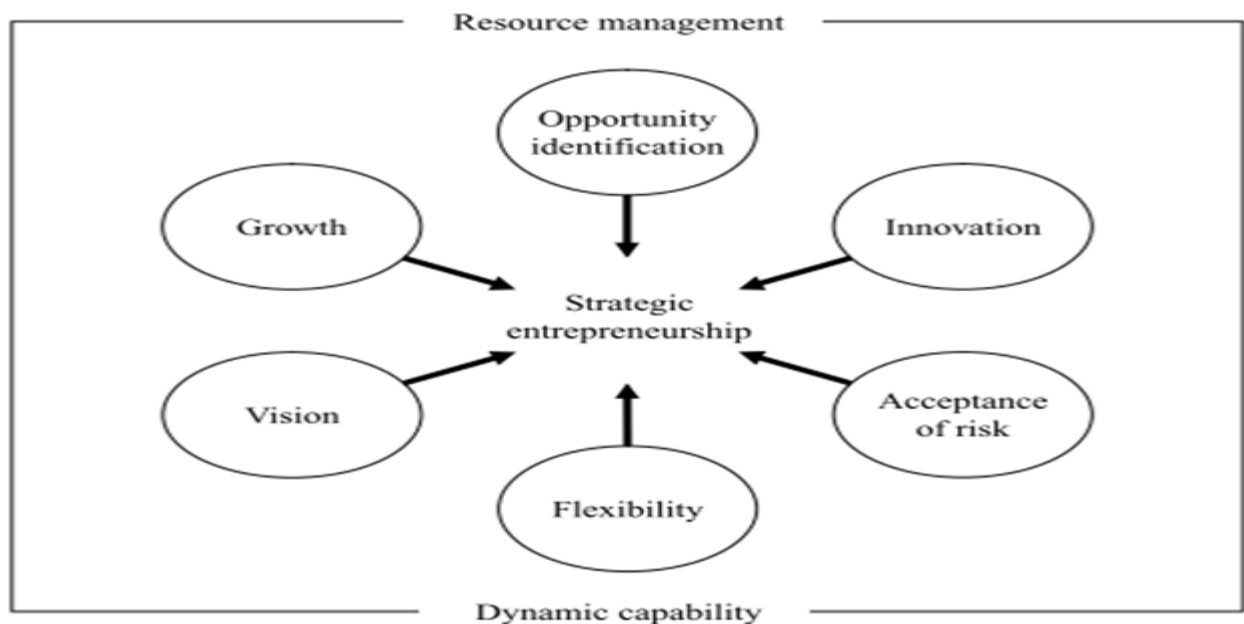 Resource management
Opportunity
identification
Growth
Innovation
Strategic
entrepreneurship
Vision
Acceptance
of risk
Flexibility
Dynamic capability